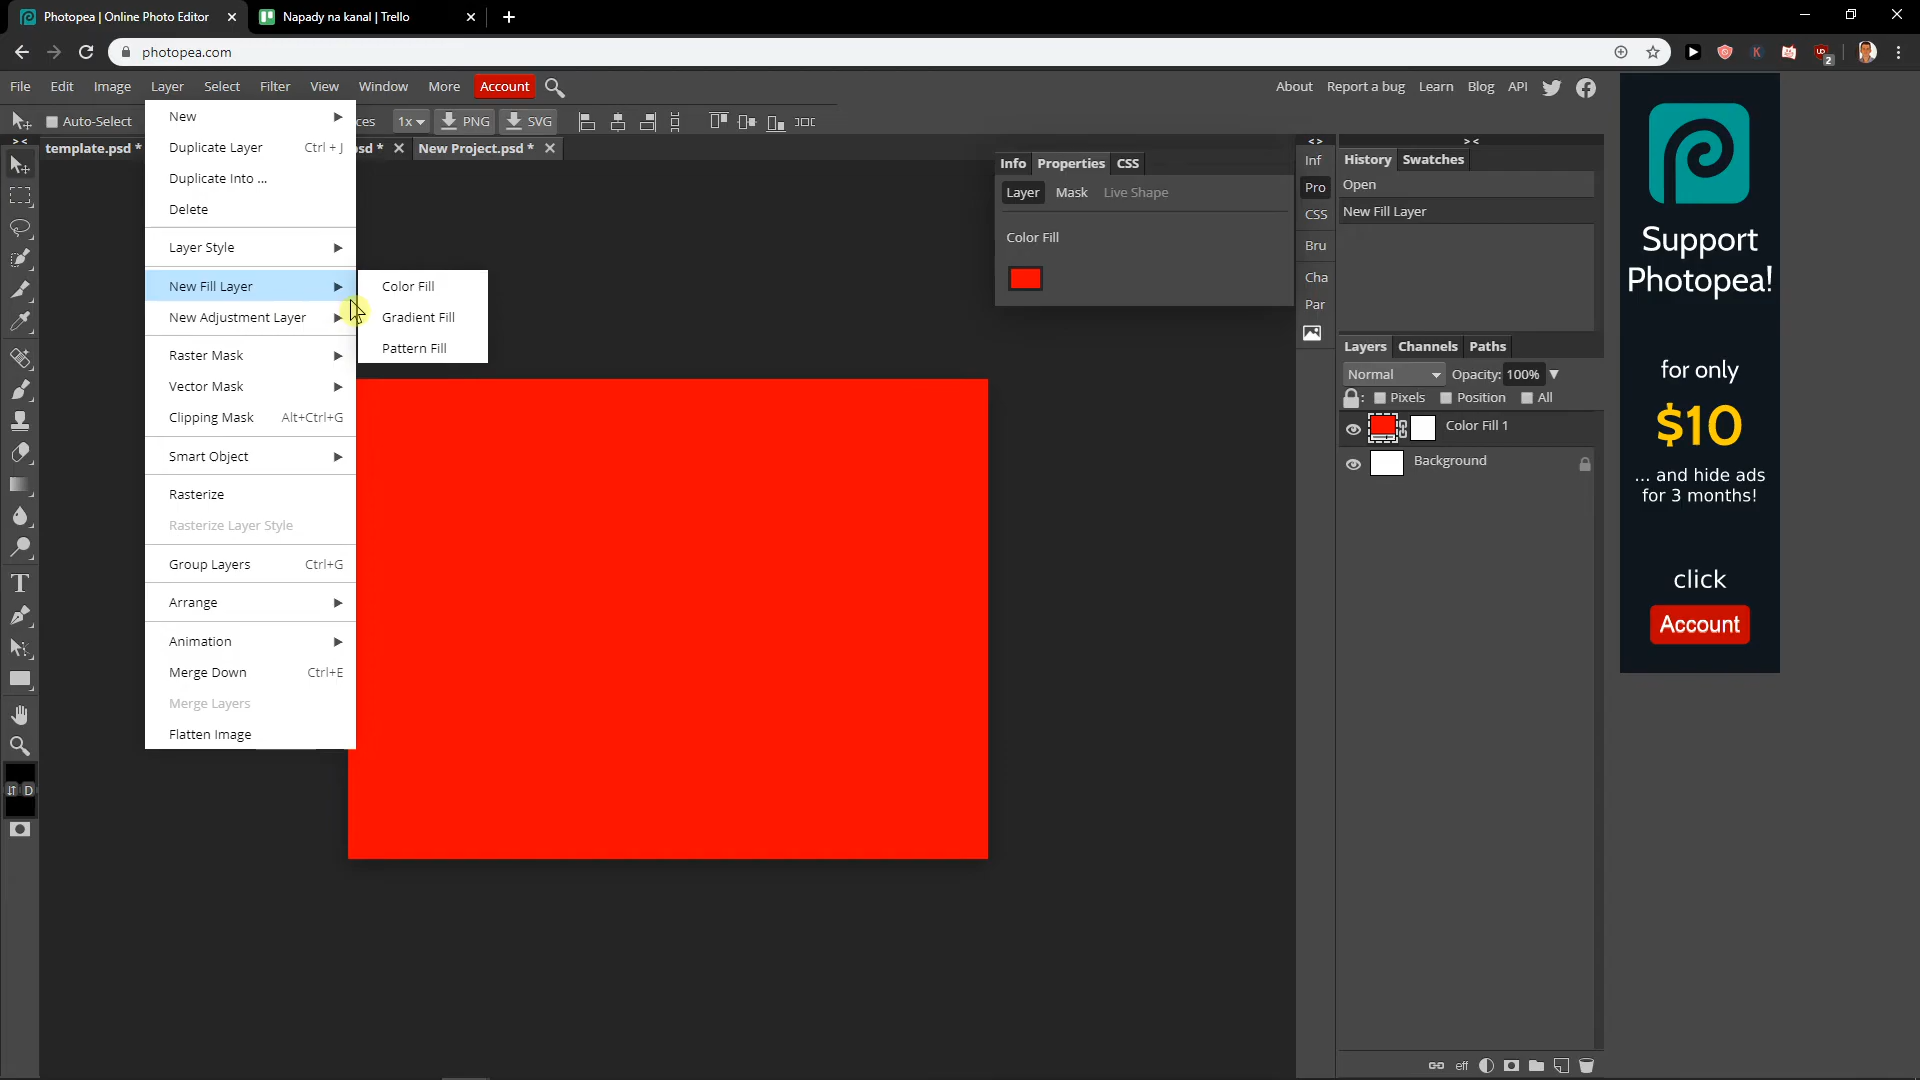 Photopea | Online Photo Editor
Napady na kanal | Trello
photopea.com
2
File Edit Image Layer Select Filter View Window More Account
About Report a bug Learn Blog API
Auto-Select
ces 1x PNG SVG
template.psd *
sd *
New Project.psd *
New
Duplicate Layer Ctrl + J
Duplicate Into ...
Delete
Layer Style
New Fill Layer
New Adjustment Layer
Raster Mask
Vector Mask
Clipping Mask Alt+Ctrl+G
Smart Object
Rasterize
Rasterize Layer Style
Group Layers Ctrl+G
Arrange
Animation
Merge Down Ctrl+E
Merge Layers
Flatten Image
Color Fill
Gradient Fill
Pattern Fill
T
D
Info Properties CSS
Layer Mask Live Shape
Color Fill
> <
< >
> <
Inf
Pro
CSS
Bru
Cha
Par
History Swatches
Open
New Fill Layer
Layers Channels Paths
Normal Opacity: 100%
: Pixels Position All
Color Fill 1
Background
eff
Support
Photopea!
for only
$10
... and hide ads
for 3 months!
click
Account